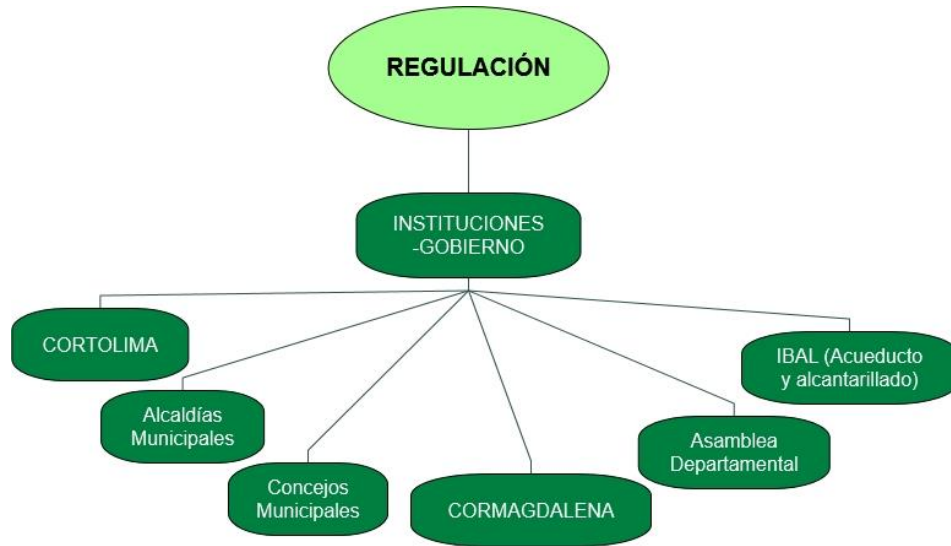 REGULACIÓN
INSTITUCIONES
-GOBIERNO
CORTOLIMA
Alcaldías
Municipales
Concejos
Municipales
CORMAGDALENA
Asamblea
Departamental
IBAL (Acueducto
y alcantarillado)